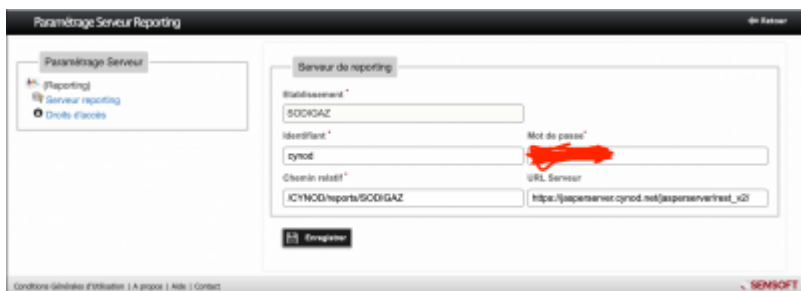 Paramétrage Serveur Reporting
Retour
Paramétrage Serveur
(Reporting)
Serveur reporting
Droits d'accès
Serveur de reporting
Etablissement *
SODIGAZ
Identifiant *
Mot de passe *
cynod
Chemin relatif *
URL Serveur
/CYNOD/reports/SODIGAZ
https://jasperserver.cynod.net/jasperserver/rest_v2/
Enregistrer
Conditions Générales d'Utilisation | A propos | Aide | Contact
SEMSOFT